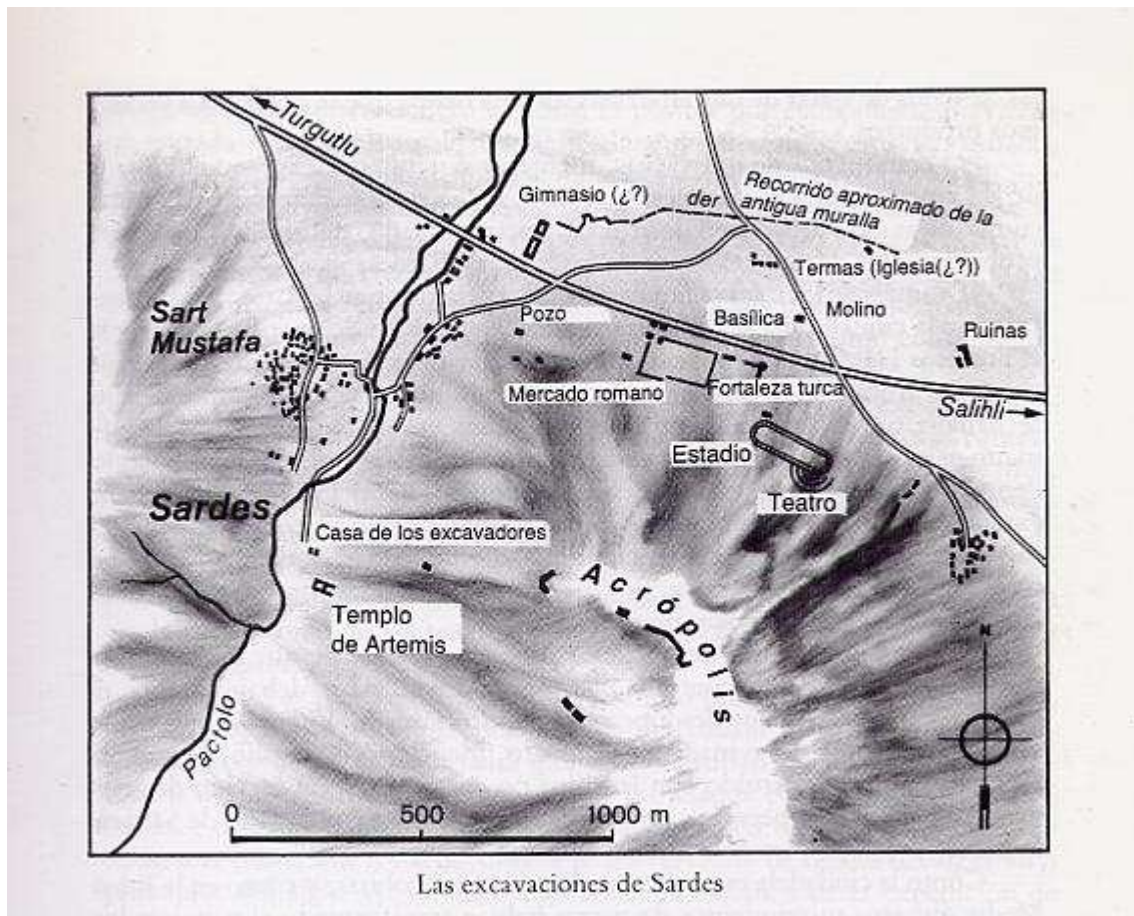 ← Turgutlu
Gimnasio (¿?)
der
Recorrido aproximado de la
antigua muralla
Termas (Iglesia(¿?))
Sart
Mustafa
Pozo
Basílica
Molino
Ruinas
Mercado romano
Fortaleza turca
Salihli →
Estadio
Teatro
Sardes
Casa de los excavadores
Acrópolis
Templo
de Artemis
N
Pactolo
0 500 1000 m
Las excavaciones de Sardes